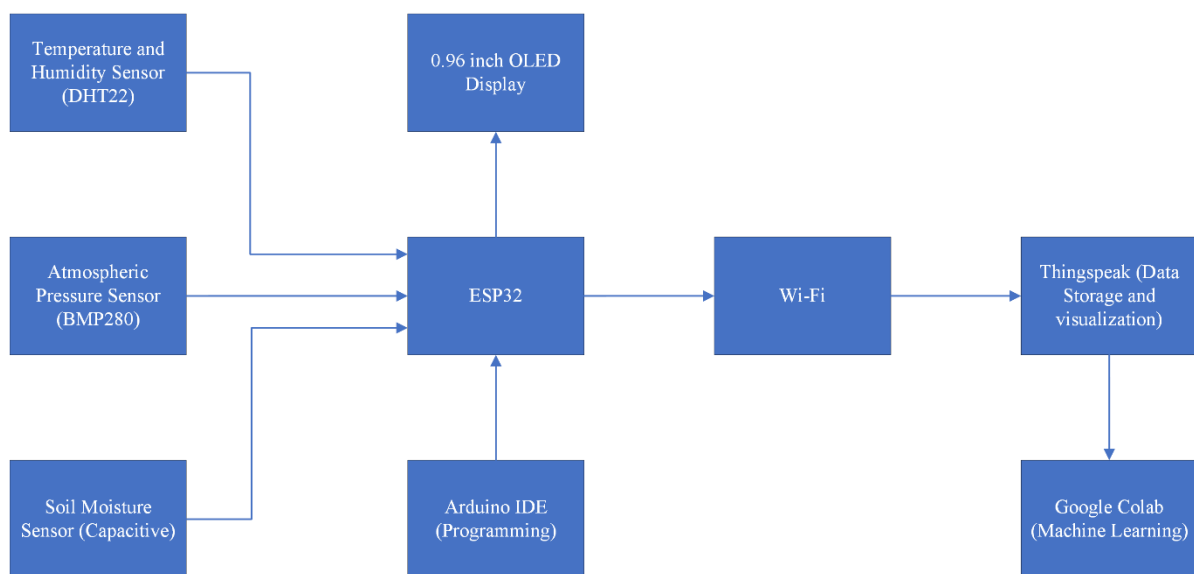 Temperature and
Humidity Sensor
(DHT22)
0.96 inch OLED
Display
Atmospheric
Pressure Sensor
(BMP280)
ESP32
Wi-Fi
Thingspeak (Data
Storage and
visualization)
Soil Moisture
Sensor (Capacitive)
Arduino IDE
(Programming)
Google Colab
(Machine Learning)